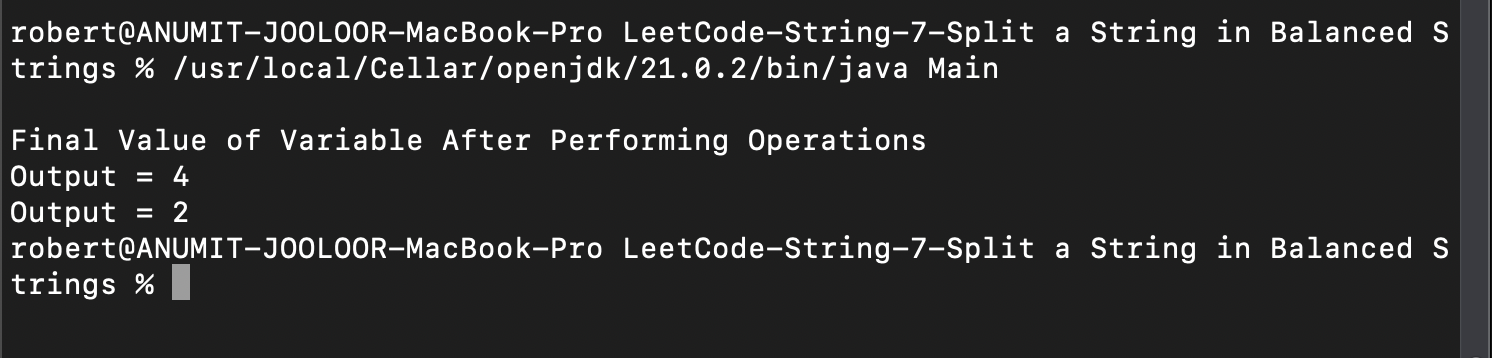 robert@ANUMIT-JOOLOOR-MacBook-Pro LeetCode-String-7-Split a String in Balanced S
trings % /usr/local/Cellar/openjdk/21.0.2/bin/java Main
Final Value of Variable After Performing Operations
Output = 4
Output = 2
robert@ANUMIT-JOOLOOR-MacBook-Pro LeetCode-String-7-Split a String in Balanced S
trings %